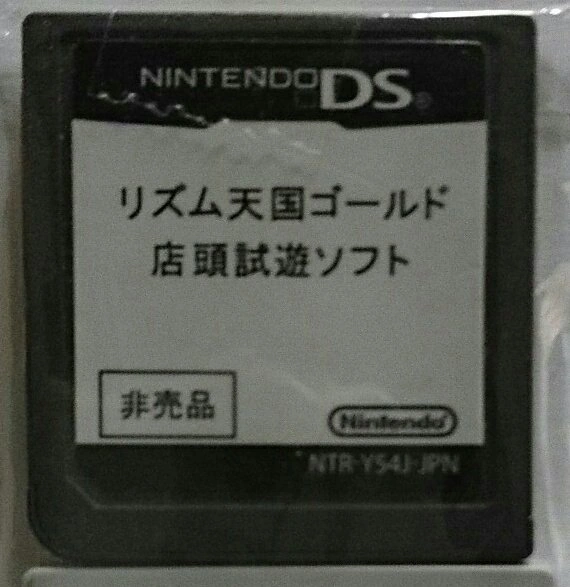 NINTENDO DS®
リズム天国ゴールド
店頭試遊ソフト
非売品
Nintendo®
NTR-Y54J-JPN